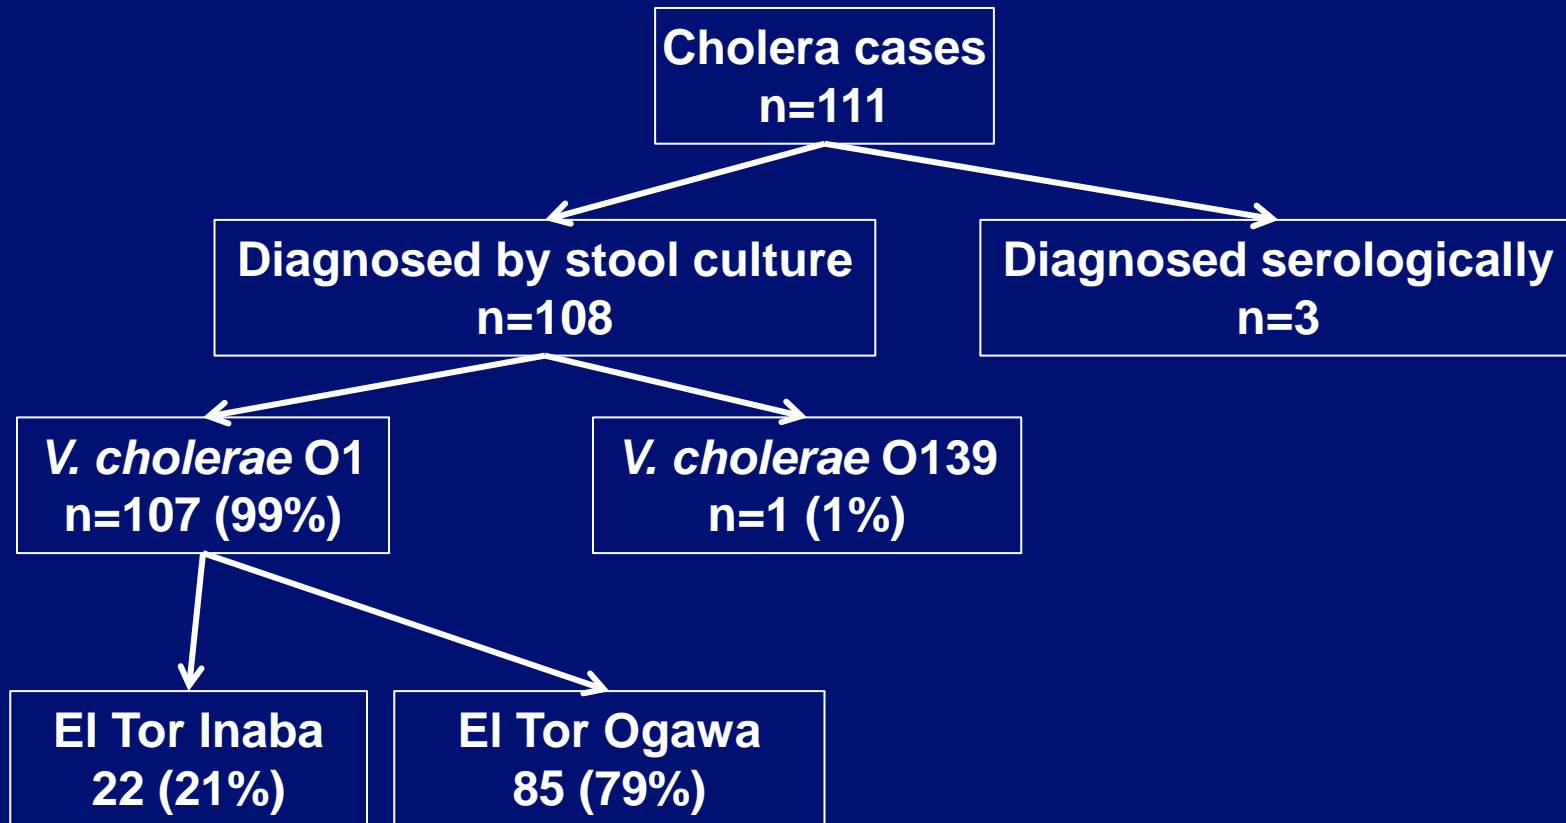 Cholera cases
n=111
Diagnosed by stool culture
n=108
Diagnosed serologically
n=3
V. cholerae O1
n=107 (99%)
V. cholerae O139
n=1 (1%)
El Tor Inaba
22 (21%)
El Tor Ogawa
85 (79%)